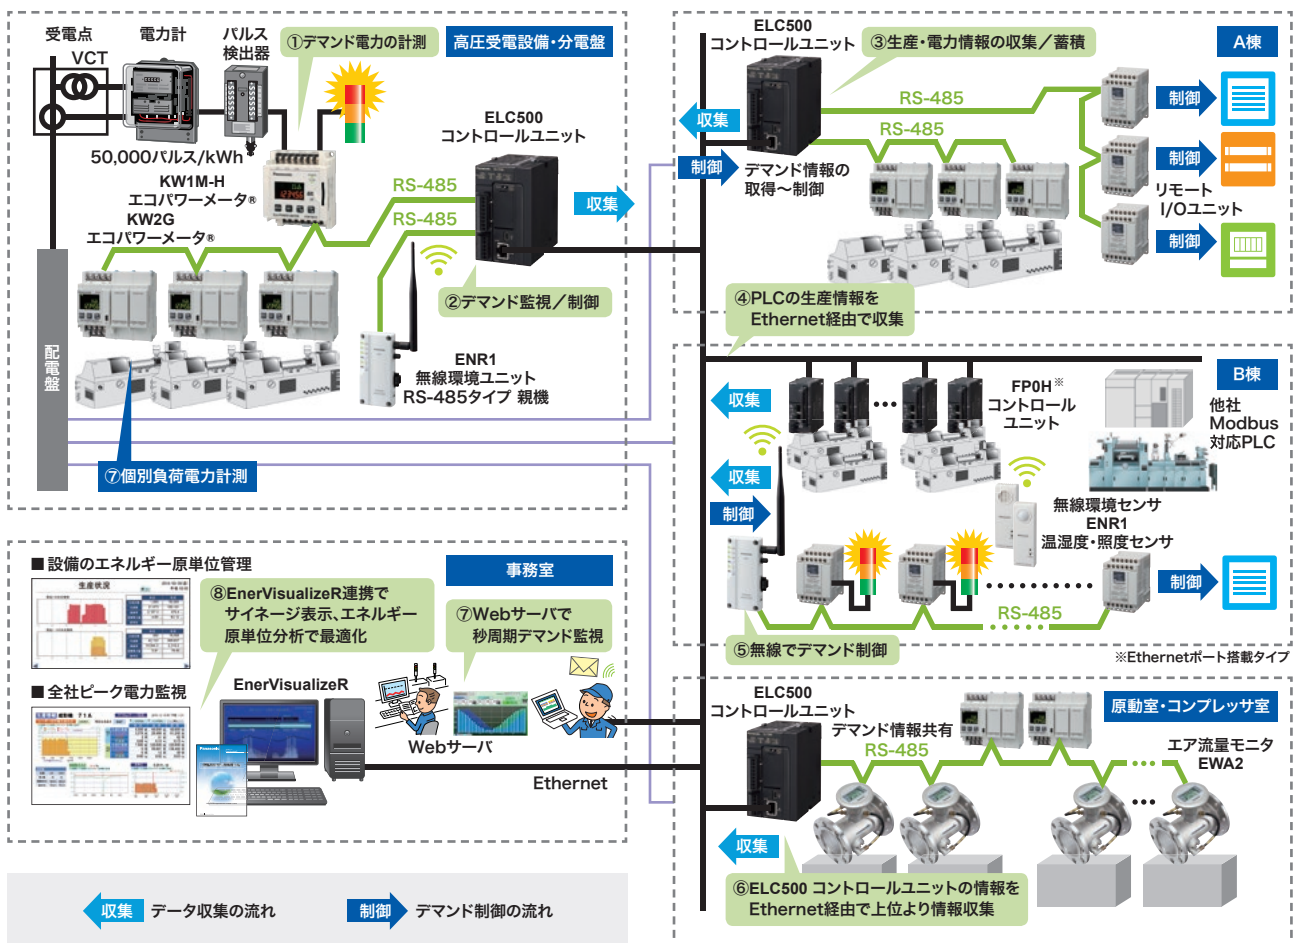 受電点
VCT
電力計
パルス
検出器
①デマンド電力の計測
高圧受電設備・分電盤
50,000パルス/kWh
KW1M-H
エコパワーメータ®
KW2G
エコパワーメータ®
ELC500
コントロールユニット
RS-485
RS-485
収集
②デマンド監視/制御
ENR1
無線環境ユニット
RS-485タイプ 親機
配電盤
⑦個別負荷電力計測
ELC500
コントロールユニット
③生産・電力情報の収集/蓄積
A棟
収集
制御
RS-485
RS-485
デマンド情報の
取得～制御
制御
制御
リモート
I/Oユニット
制御
④PLCの生産情報を
Ethernet経由で収集
B棟
収集
FP0H※
コントロール
ユニット
他社
Modbus
対応PLC
収集
制御
無線環境センサ
ENR1
温湿度・照度センサ
制御
RS-485
⑤無線でデマンド制御
※Ethernetポート搭載タイプ
■設備のエネルギー原単位管理
生産状況
事務室
⑧EnerVisualizeR連携で
サイネージ表示、エネルギー
原単位分析で最適化
⑦Webサーバで
秒周期デマンド監視
■全社ピーク電力監視
EnerVisualizeR
Panasonic
Webサーバ
Ethernet
ELC500
コントロールユニット
デマンド情報共有
RS-485
原動室・コンプレッサ室
エア流量モニタ
EWA2
収集
⑥ELC500 コントロールユニットの情報を
Ethernet経由で上位より情報収集
収集 データ収集の流れ
制御 デマンド制御の流れ